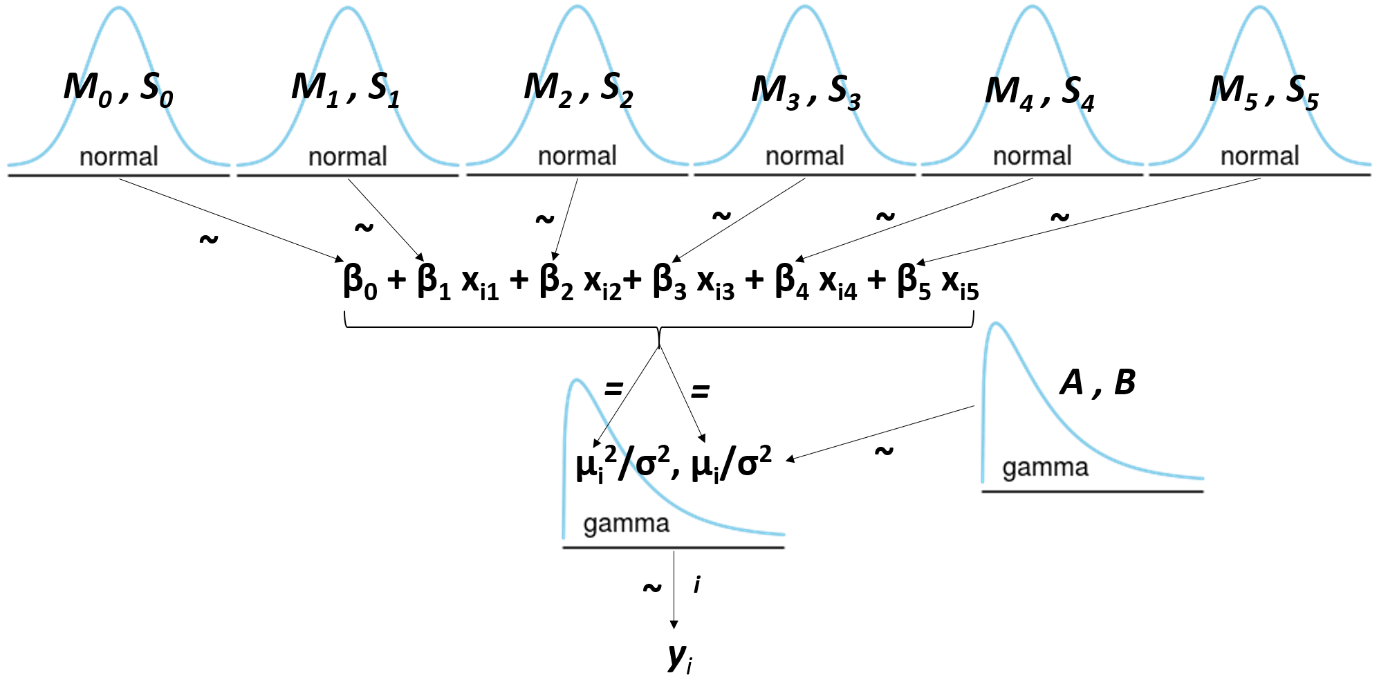 M₀ , S₀ M₁ , S₁ M₂ , S₂ M₃ , S₃ M₄ , S₄ M₅ , S₅
normal normal normal normal normal normal
~ ~ ~ ~ ~ ~
β₀ + β₁ xᵢ₁ + β₂ xᵢ₂+ β₃ xᵢ₃ + β₄ xᵢ₄ + β₅ xᵢ₅
= = A , B
μᵢ²/σ², μᵢ/σ² ~ gamma
gamma
~ i
yᵢ